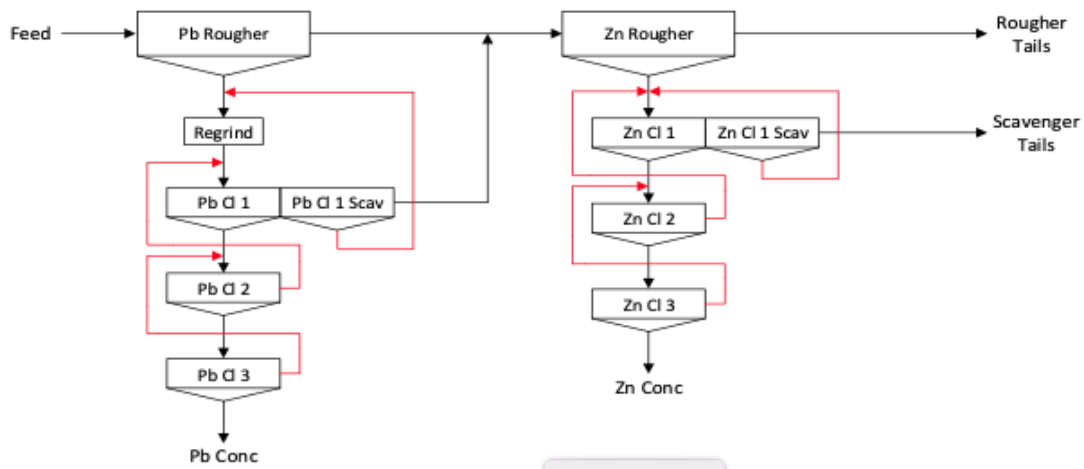 Feed
Pb Rougher
Zn Rougher
Rougher
Tails
Regrind
Zn Cl 1
Zn Cl 1 Scav
Scavenger
Tails
Pb Cl 1
Pb Cl 1 Scav
Zn Cl 2
Pb Cl 2
Zn Cl 3
Pb Cl 3
Zn Conc
Pb Conc